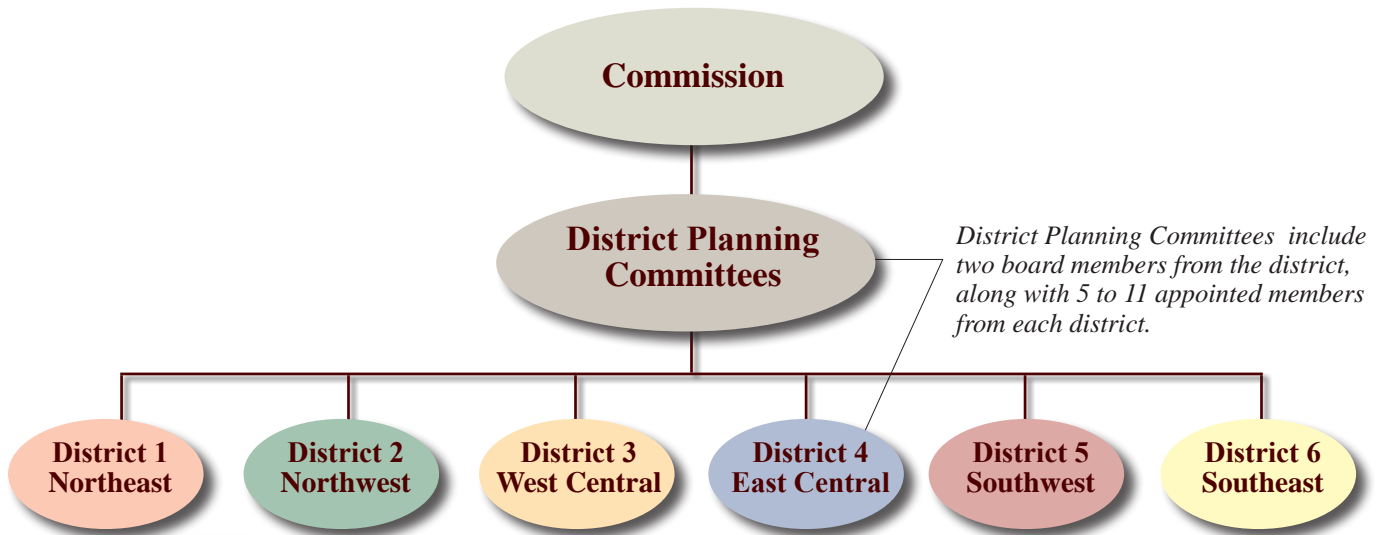 Commission
District Planning
Committees
District Planning Committees  include
two board members from the district,
along with 5 to 11 appointed members
from each district.
District 1
Northeast
District 2
Northwest
District 3
West Central
District 4
East Central
District 5
Southwest
District 6
Southeast